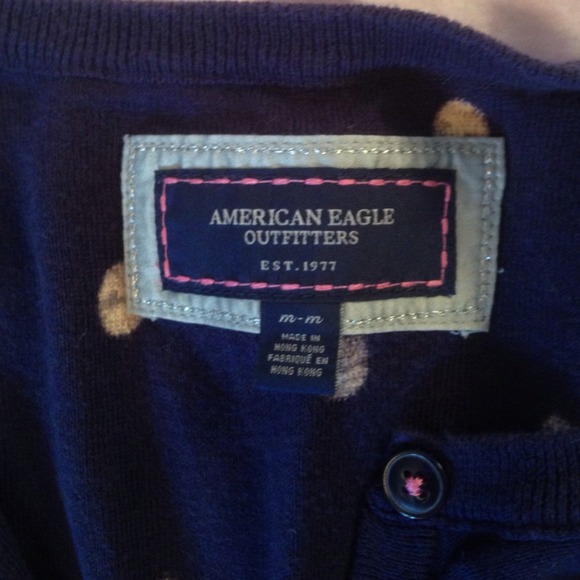 AMERICAN EAGLE
OUTFITTERS
EST. 1977
m-m
MADE IN
HONG KONG
FABRIQUÉ EN
HONG KONG